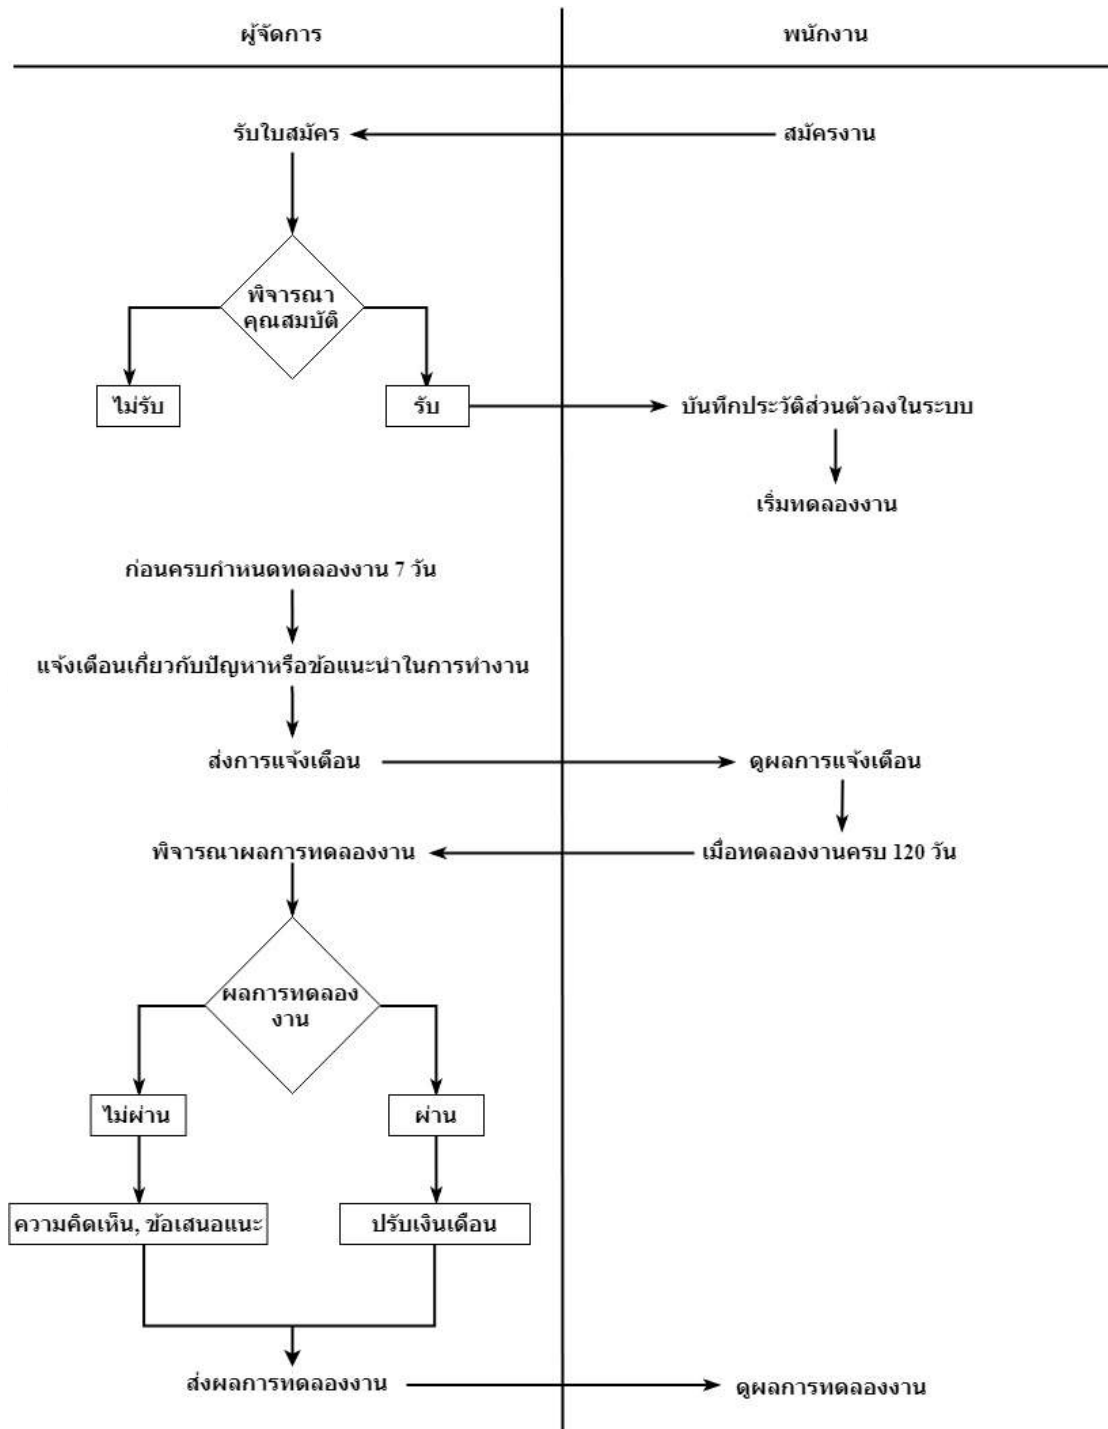 ผู้จัดการ
พนักงาน
รับใบสมัคร
สมัครงาน
พิจารณา
คุณสมบัติ
ไม่รับ
รับ
บันทึกประวัติส่วนตัวลงในระบบ
เริ่มทดลองงาน
ก่อนครบกำหนดทดลองงาน 7 วัน
แจ้งเตือนเกี่ยวกับปัญหาหรือข้อแนะนำในการทำงาน
ส่งการแจ้งเตือน
ดูผลการแจ้งเตือน
พิจารณาผลการทดลองงาน
เมื่อทดลองงานครบ 120 วัน
ผลการทดลอง
งาน
ไม่ผ่าน
ผ่าน
ความคิดเห็น, ข้อเสนอแนะ
ปรับเงินเดือน
ส่งผลการทดลองงาน
ดูผลการทดลองงาน